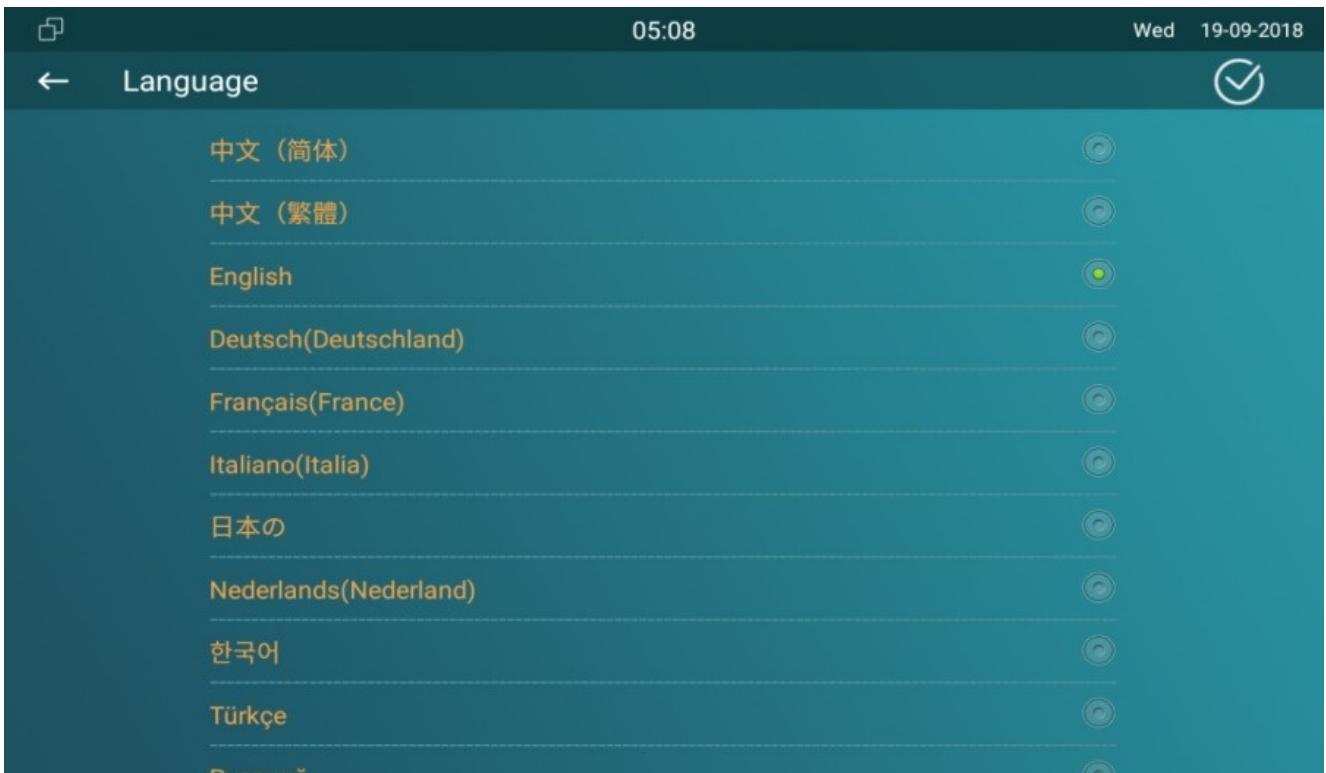 05:08
Wed 19-09-2018
Language
中文（简体）
中文（繁體）
English
Deutsch(Deutschland)
Français(France)
Italiano(Italia)
日本の
Nederlands(Nederland)
한국어
Türkçe